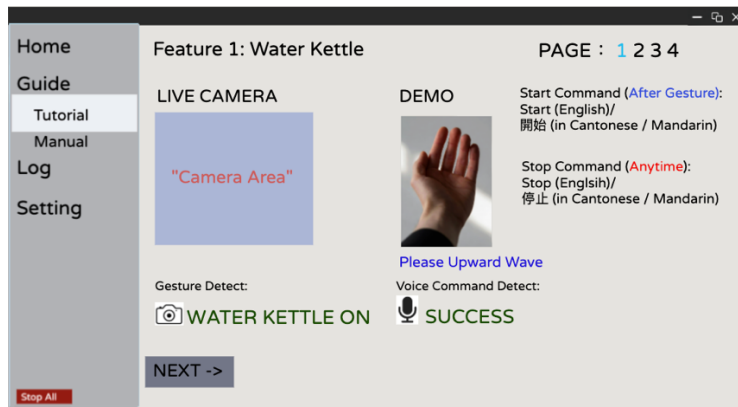 Home
Guide
Tutorial
Manual
Log
Setting
Stop All
Feature 1: Water Kettle
PAGE : 1 2 3 4
LIVE CAMERA
"Camera Area"
DEMO
Please Upward Wave
Start Command (After Gesture):
Start (English)/
開始 (in Cantonese / Mandarin)
Stop Command (Anytime):
Stop (Englsih)/
停止 (in Cantonese / Mandarin)
Gesture Detect:
WATER KETTLE ON
Voice Command Detect:
SUCCESS
NEXT ->